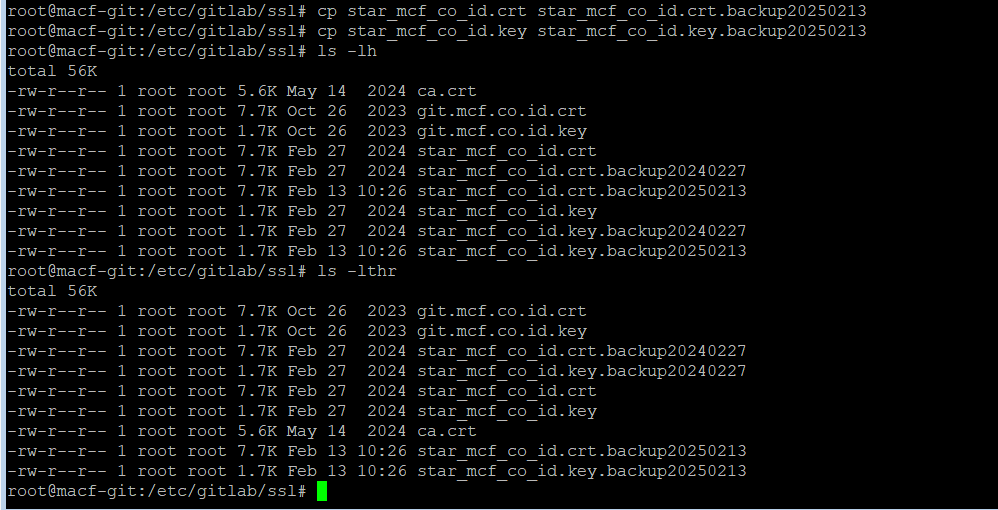 root@macf-git:/etc/gitlab/ssl# cp star_mcf_co_id.crt star_mcf_co_id.crt.backup20250213
root@macf-git:/etc/gitlab/ssl# cp star_mcf_co_id.key star_mcf_co_id.key.backup20250213
root@macf-git:/etc/gitlab/ssl# ls -lh
total 56K
-rw-r--r-- 1 root root 5.6K May 14  2024 ca.crt
-rw-r--r-- 1 root root 7.7K Oct 26  2023 git.mcf.co.id.crt
-rw-r--r-- 1 root root 1.7K Oct 26  2023 git.mcf.co.id.key
-rw-r--r-- 1 root root 7.7K Feb 27  2024 star_mcf_co_id.crt
-rw-r--r-- 1 root root 7.7K Feb 27  2024 star_mcf_co_id.crt.backup20240227
-rw-r--r-- 1 root root 7.7K Feb 13 10:26 star_mcf_co_id.crt.backup20250213
-rw-r--r-- 1 root root 1.7K Feb 27  2024 star_mcf_co_id.key
-rw-r--r-- 1 root root 1.7K Feb 27  2024 star_mcf_co_id.key.backup20240227
-rw-r--r-- 1 root root 1.7K Feb 13 10:26 star_mcf_co_id.key.backup20250213
root@macf-git:/etc/gitlab/ssl# ls -lthr
total 56K
-rw-r--r-- 1 root root 7.7K Oct 26  2023 git.mcf.co.id.crt
-rw-r--r-- 1 root root 1.7K Oct 26  2023 git.mcf.co.id.key
-rw-r--r-- 1 root root 7.7K Feb 27  2024 star_mcf_co_id.crt.backup20240227
-rw-r--r-- 1 root root 1.7K Feb 27  2024 star_mcf_co_id.key.backup20240227
-rw-r--r-- 1 root root 7.7K Feb 27  2024 star_mcf_co_id.crt
-rw-r--r-- 1 root root 1.7K Feb 27  2024 star_mcf_co_id.key
-rw-r--r-- 1 root root 5.6K May 14  2024 ca.crt
-rw-r--r-- 1 root root 7.7K Feb 13 10:26 star_mcf_co_id.crt.backup20250213
-rw-r--r-- 1 root root 1.7K Feb 13 10:26 star_mcf_co_id.key.backup20250213
root@macf-git:/etc/gitlab/ssl#